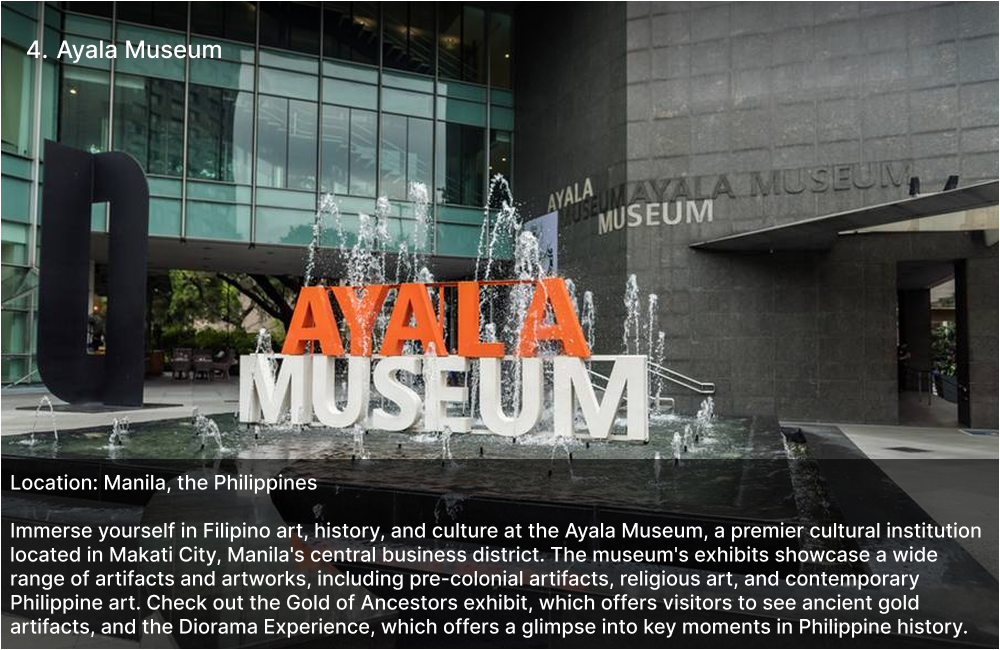 4. Ayala Museum
AYALA
MUSEUM
AYALA MUSEUM
MUSEUM
AYALA
MUSEUM
Location: Manila, the Philippines
Immerse yourself in Filipino art, history, and culture at the Ayala Museum, a premier cultural institution
located in Makati City, Manila's central business district. The museum's exhibits showcase a wide
range of artifacts and artworks, including pre-colonial artifacts, religious art, and contemporary
Philippine art. Check out the Gold of Ancestors exhibit, which offers visitors to see ancient gold
artifacts, and the Diorama Experience, which offers a glimpse into key moments in Philippine history.